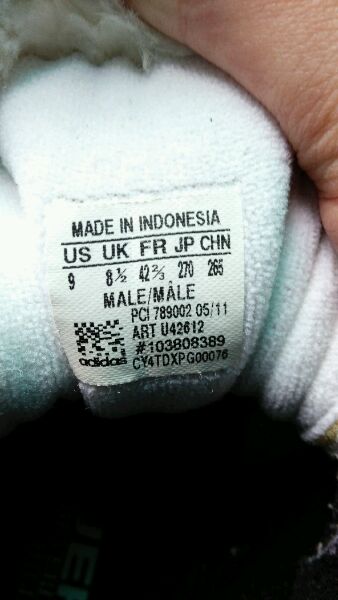 MADE IN INDONESIA
US UK FR JP CHN
9 8½ 42⅔ 270 265
MALE/MÂLE
PCI 789002 05/11
ART U42612
#103808389
adidas CY4TDXPG00076